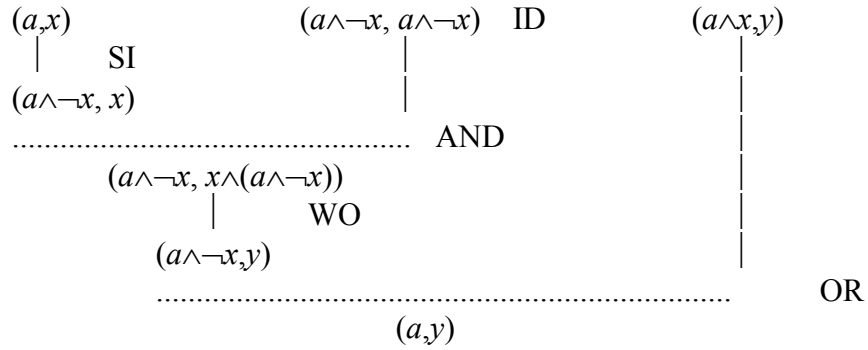 (a,x) (a∧¬x, a∧¬x) ID (a∧x,y)
SI
(a∧¬x, x)
AND
(a∧¬x, x∧(a∧¬x))
WO
(a∧¬x,y)
OR
(a,y)